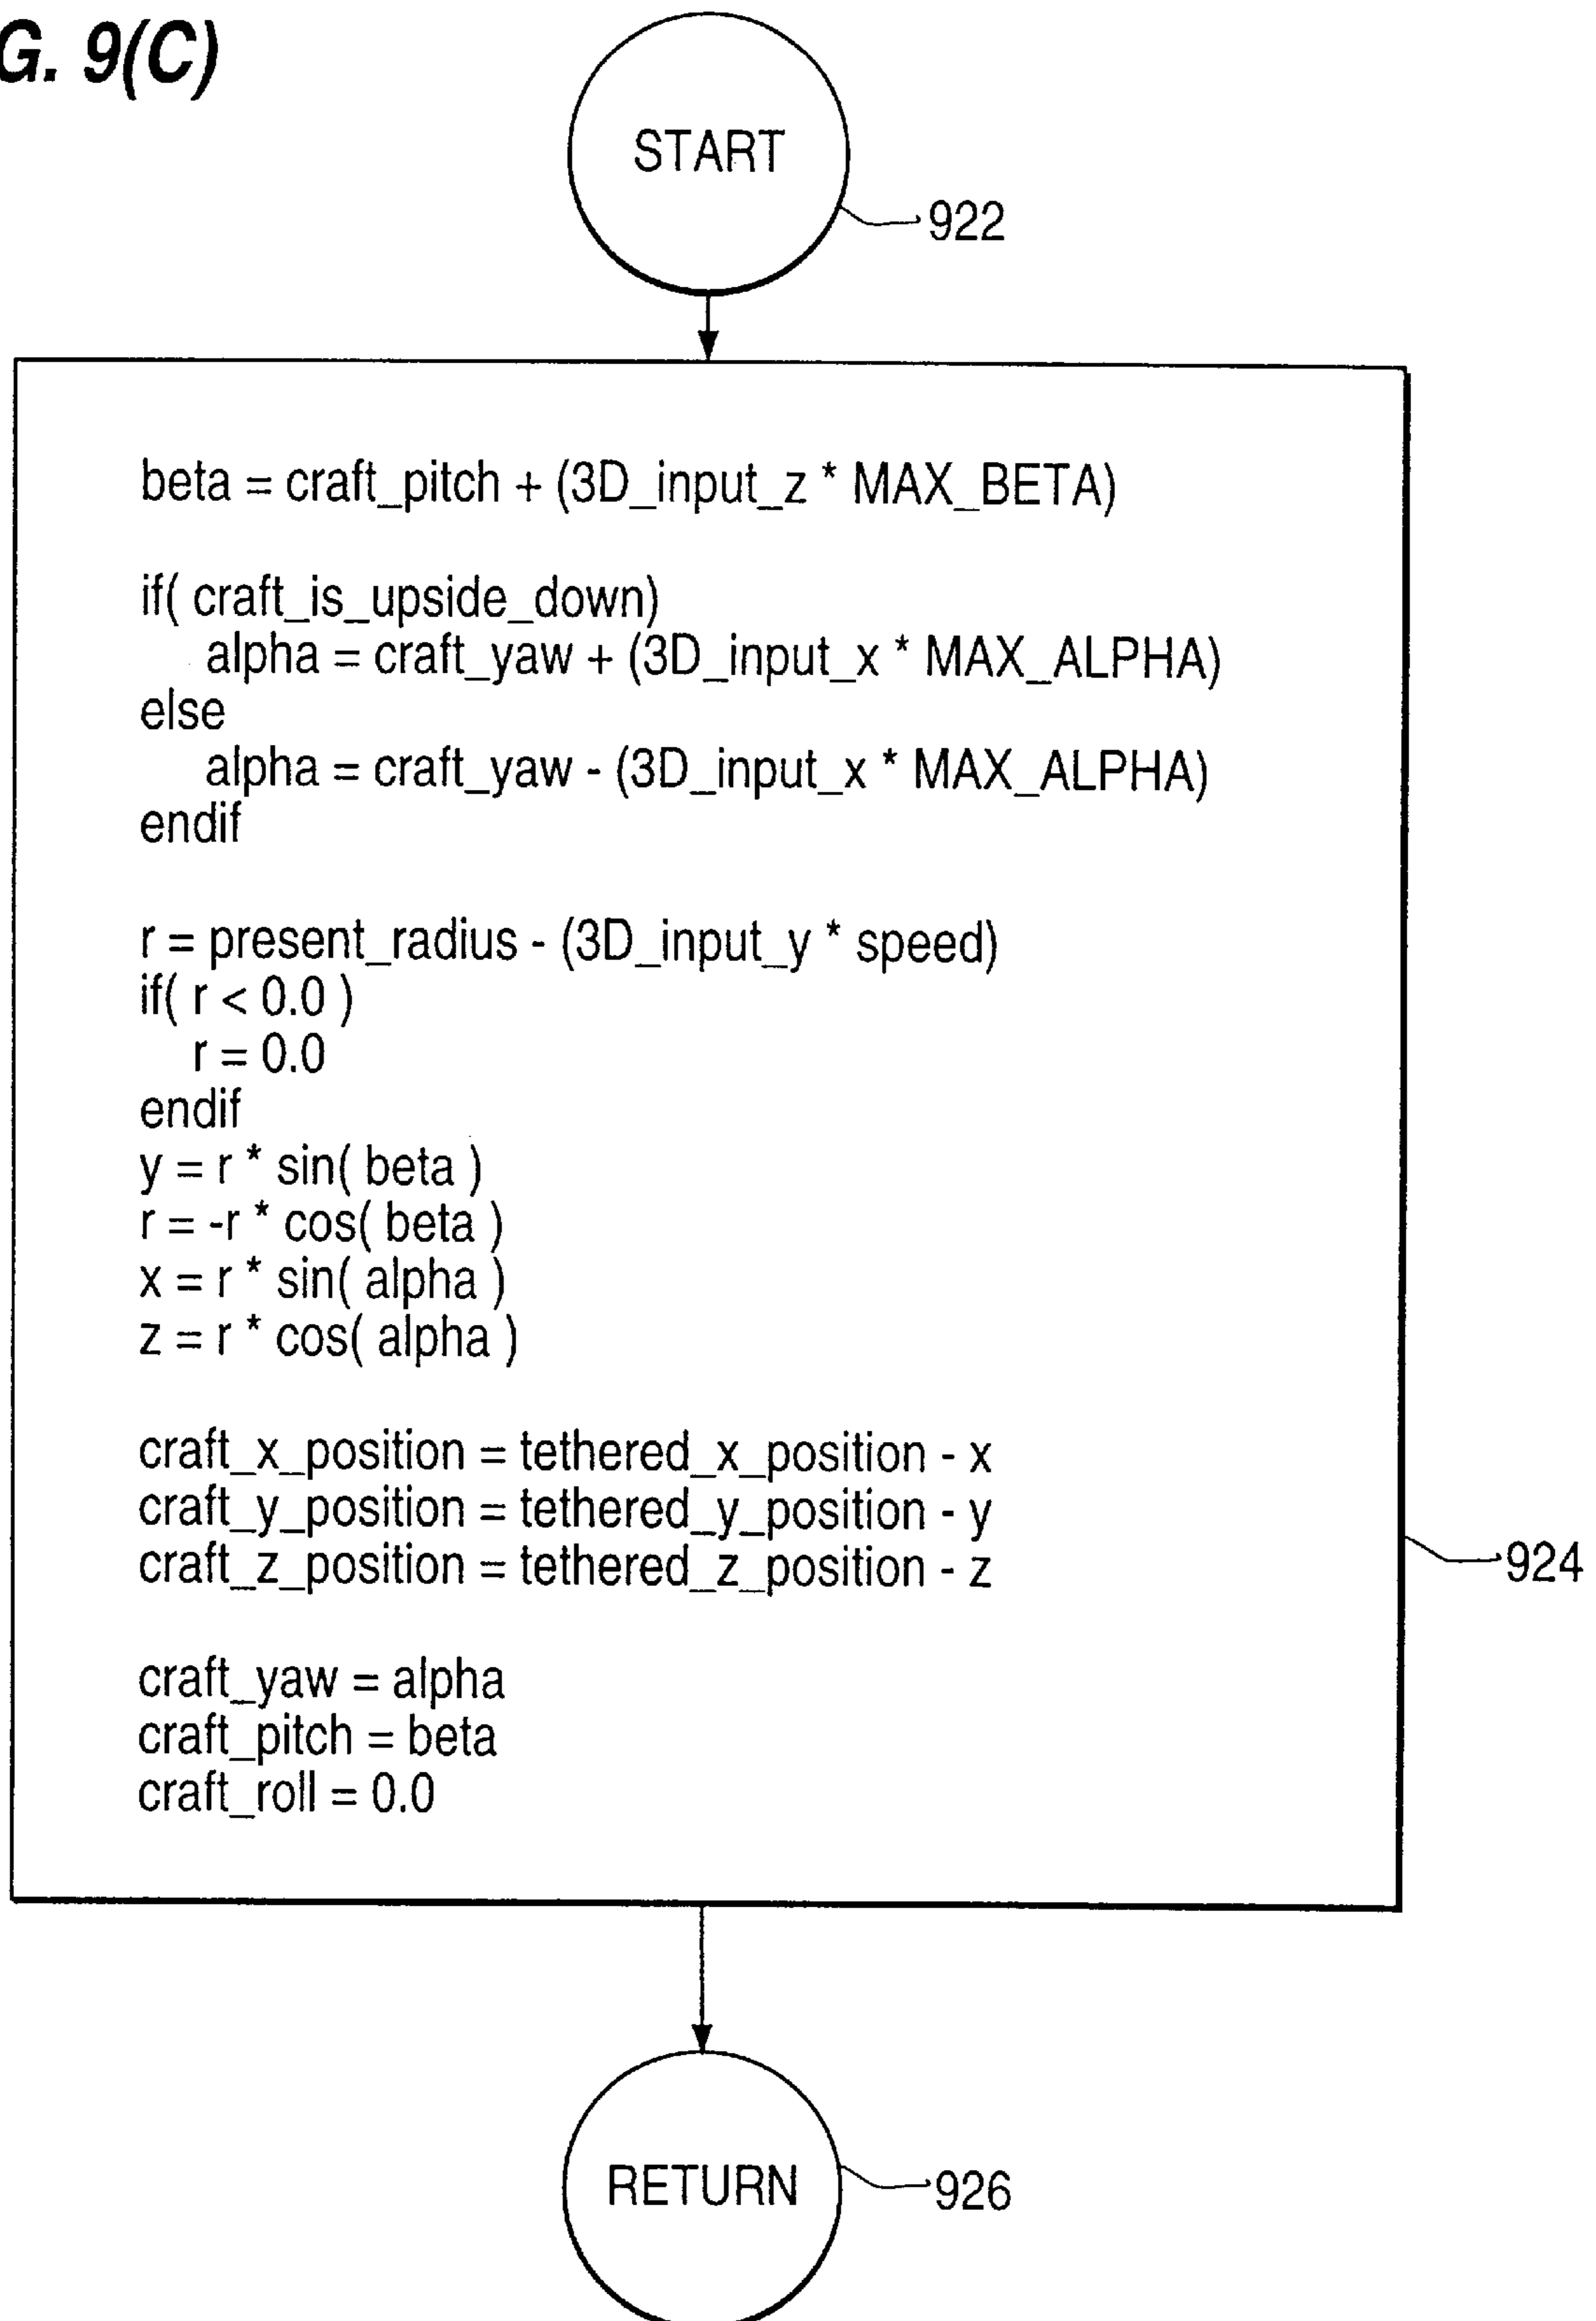 G. 9(C)
START
922
beta = craft_pitch + (3D_input_z * MAX_BETA)
if( craft_is_upside_down)
alpha = craft_yaw + (3D_input_x * MAX_ALPHA)
else
alpha = craft_yaw - (3D_input_x * MAX_ALPHA)
endif
r = present_radius - (3D_input_y * speed)
if( r < 0.0 )
r = 0.0
endif
y = r * sin( beta )
r = -r * cos( beta )
x = r * sin( alpha )
z = r * cos( alpha )
craft_x_position = tethered_x_position - x
craft_y_position = tethered_y_position - y
craft_z_position = tethered_z_position - z
924
craft_yaw = alpha
craft_pitch = beta
craft_roll = 0.0
RETURN
926